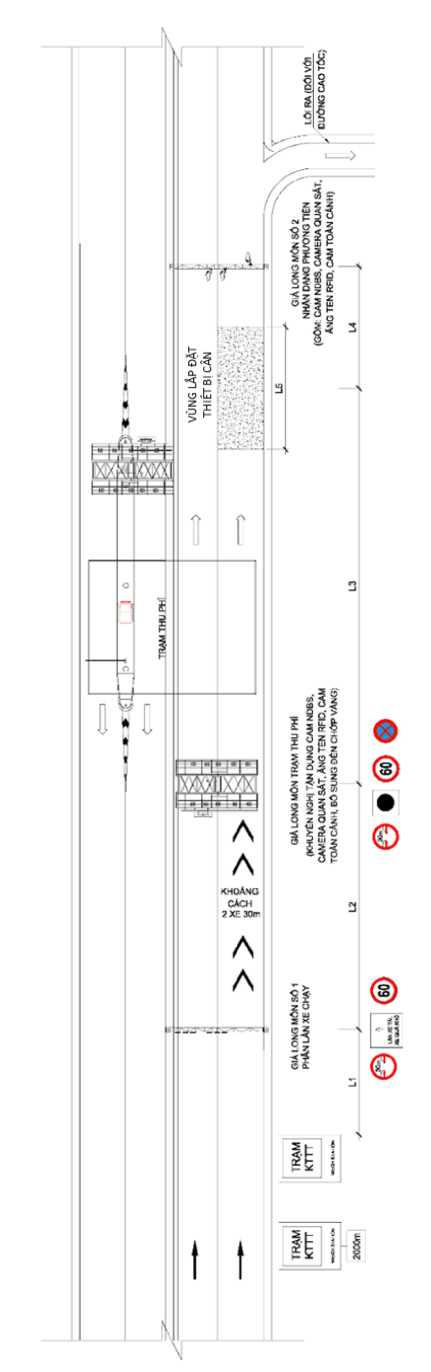 LỐI RA (ĐỐI VỚI
ĐƯỜNG CAO TỐC)
GIÁ LONG MÔN SỐ 2
NHẬN DẠNG PHƯƠNG TIỆN
(GỒM: CAM NDBS, CAMERA QUAN SÁT,
ĂNG TEN RFID, CAM TOÀN CẢNH)
L4
VÙNG LẮP ĐẶT
THIẾT BỊ CÂN
L5
L3
TRẠM THU PHÍ
GIÁ LONG MÔN TRẠM THU PHÍ
(KHUYẾN NGHỊ TẬN DỤNG CAM NDBS,
CAMERA QUAN SÁT, ĂNG TEN RFID, CAM
TOÀN CẢNH, BỔ SUNG ĐÈN CHỚP VÀNG)
60
30m
KHOẢNG
CÁCH
2 XE 30m
L2
GIÁ LONG MÔN SỐ 1
PHÂN LÀN XE CHẠY
60
30m
L1
TRẠM
KTTT
TRẠM
KTTT
2000m